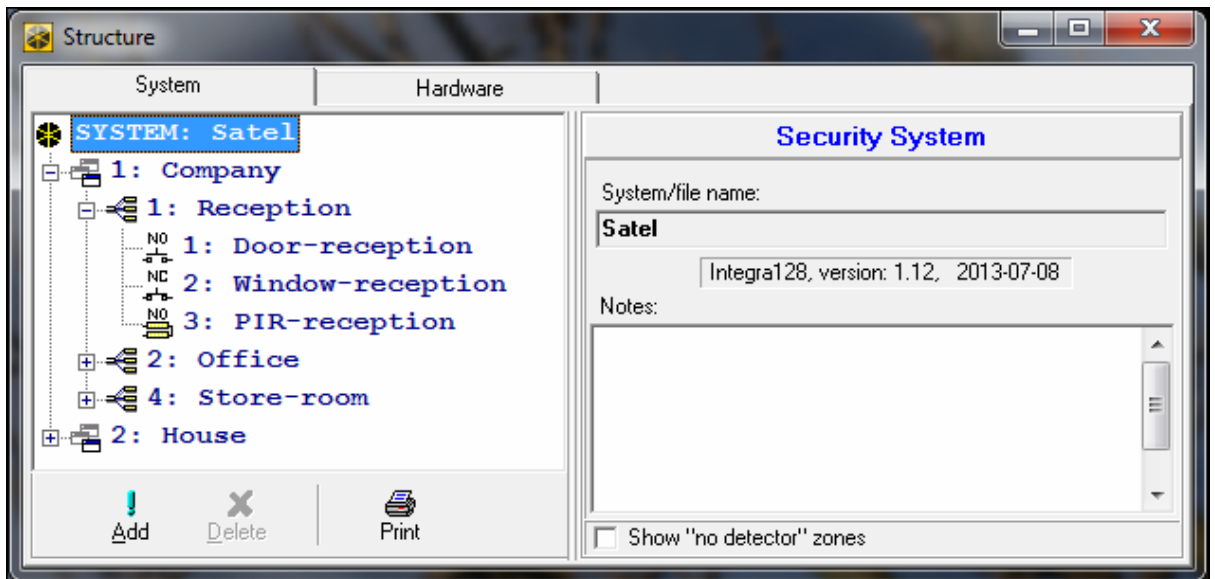 Structure
System
Hardware
SYSTEM: Satel
1: Company
1: Reception
NO
1: Door-reception
NC
2: Window-reception
NO
3: PIR-reception
2: Office
4: Store-room
2: House
Add
Delete
Print
Security System
System/file name:
Satel
Integra128, version: 1.12, 2013-07-08
Notes:
Show "no detector" zones